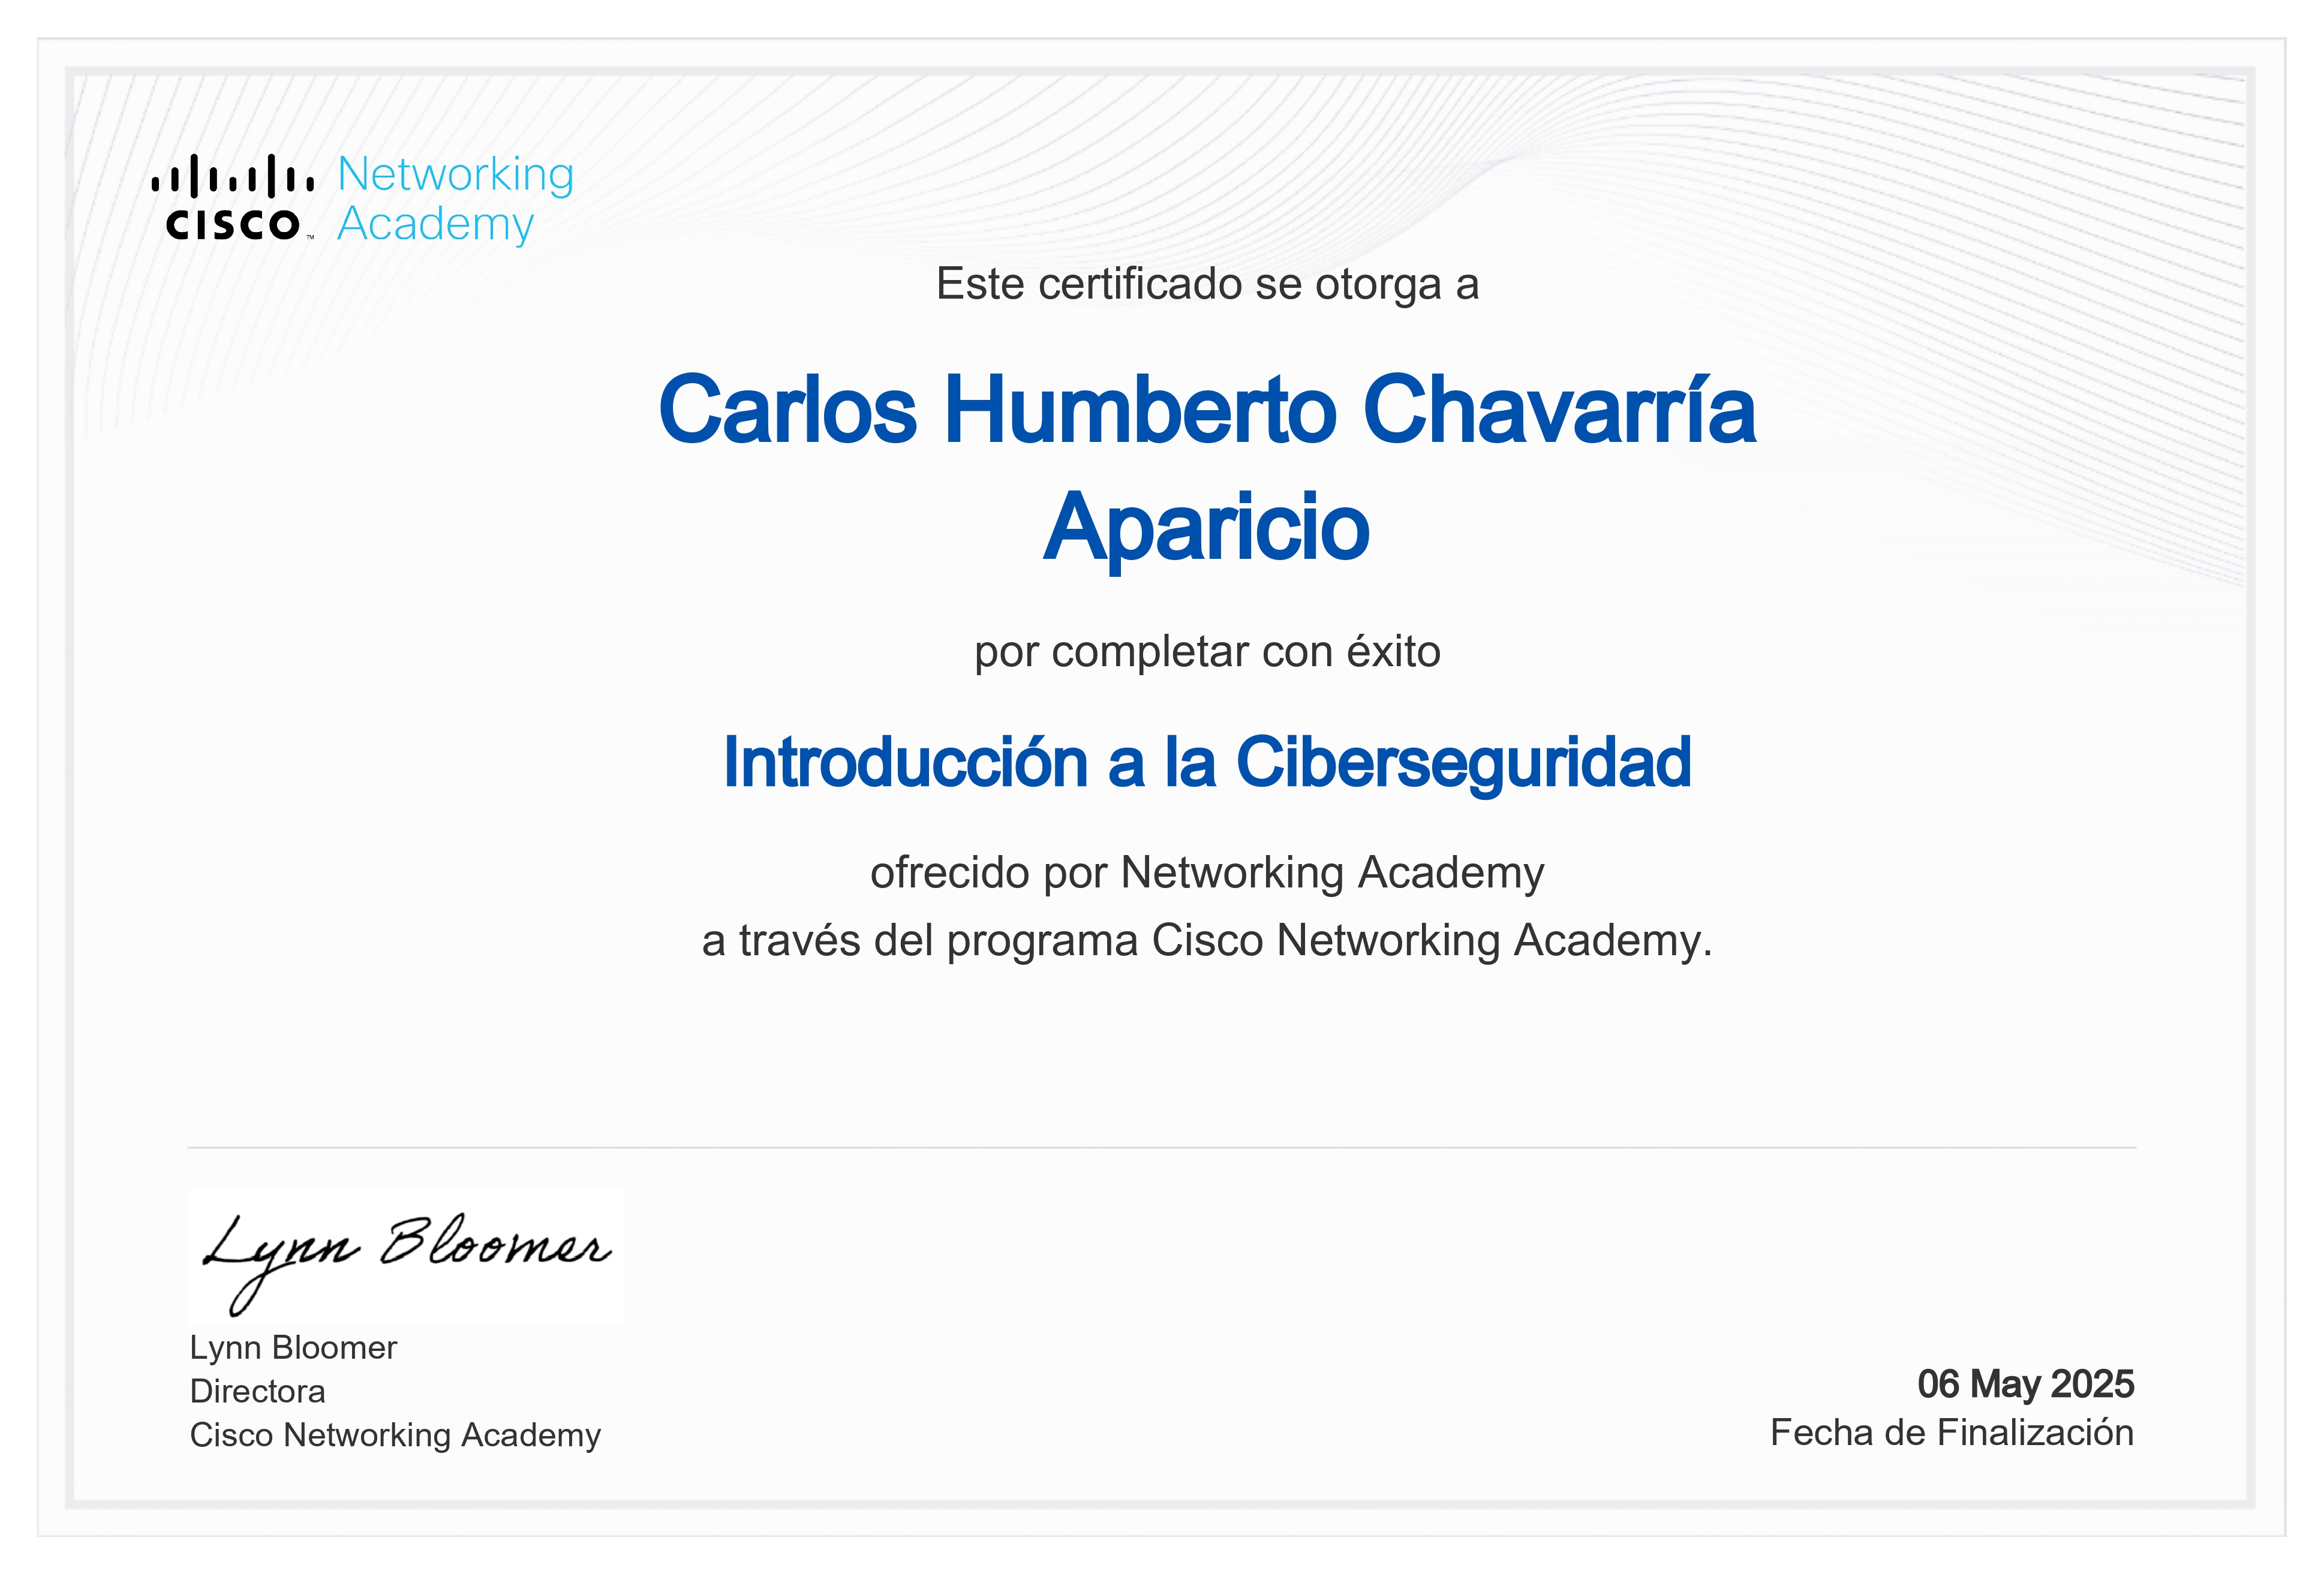 CISCO™ Networking
Academy
Este certificado se otorga a
Carlos Humberto Chavarría
Aparicio
por completar con éxito
Introducción a la Ciberseguridad
ofrecido por Networking Academy
a través del programa Cisco Networking Academy.
Lynn Bloomer
Lynn Bloomer
Directora
Cisco Networking Academy
06 May 2025
Fecha de Finalización